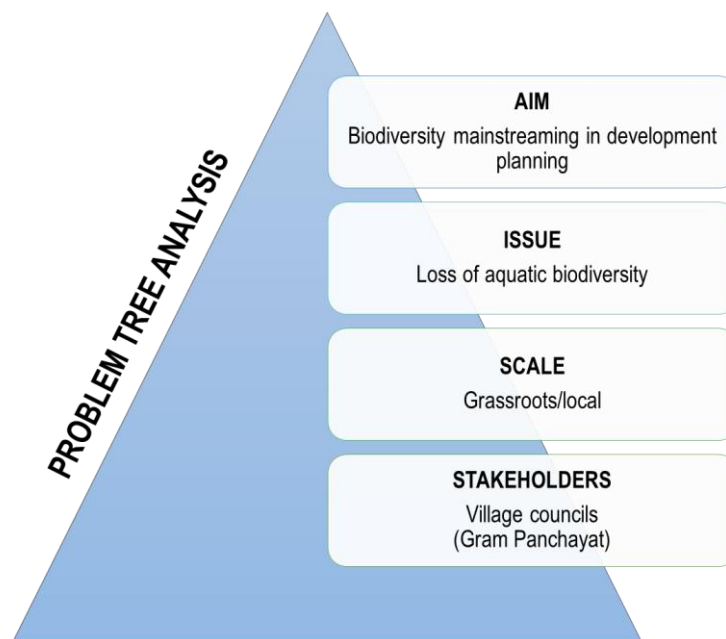 PROBLEM TREE ANALYSIS
AIM
Biodiversity mainstreaming in development
planning
ISSUE
Loss of aquatic biodiversity
SCALE
Grassroots/local
STAKEHOLDERS
Village councils
(Gram Panchayat)